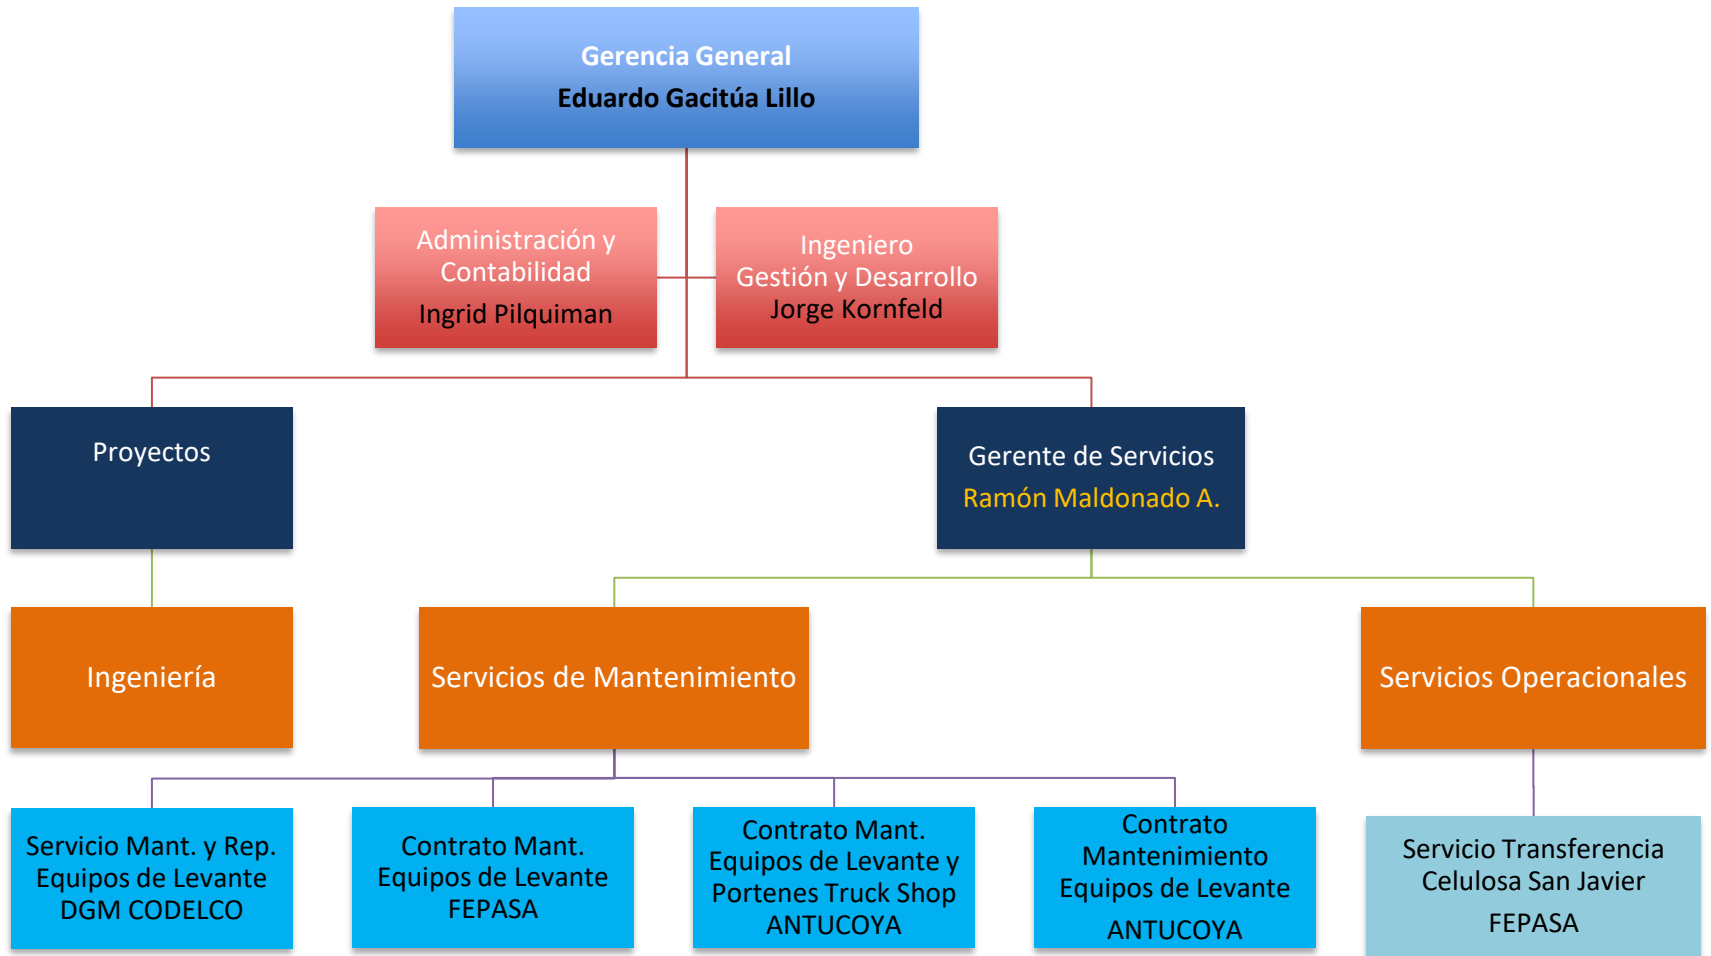 Gerencia General
Eduardo Gacitúa Lillo
Administración y
Contabilidad
Ingrid Pilquiman
Ingeniero
Gestión y Desarrollo
Jorge Kornfeld
Proyectos
Gerente de Servicios
Ramón Maldonado A.
Ingeniería
Servicios de Mantenimiento
Servicios Operacionales
Servicio Mant. y Rep.
Equipos de Levante
DGM CODELCO
Contrato Mant.
Equipos de Levante
FEPASA
Contrato Mant.
Equipos de Levante y
Portenes Truck Shop
ANTUCOYA
Contrato
Mantenimiento
Equipos de Levante
ANTUCOYA
Servicio Transferencia
Celulosa San Javier
FEPASA